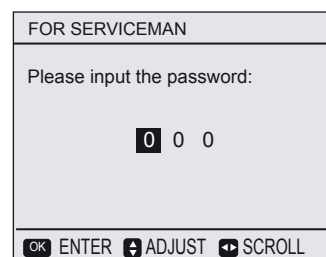 FOR SERVICEMAN
Please input the password:
0 0 0
OK ENTER ADJUST SCROLL